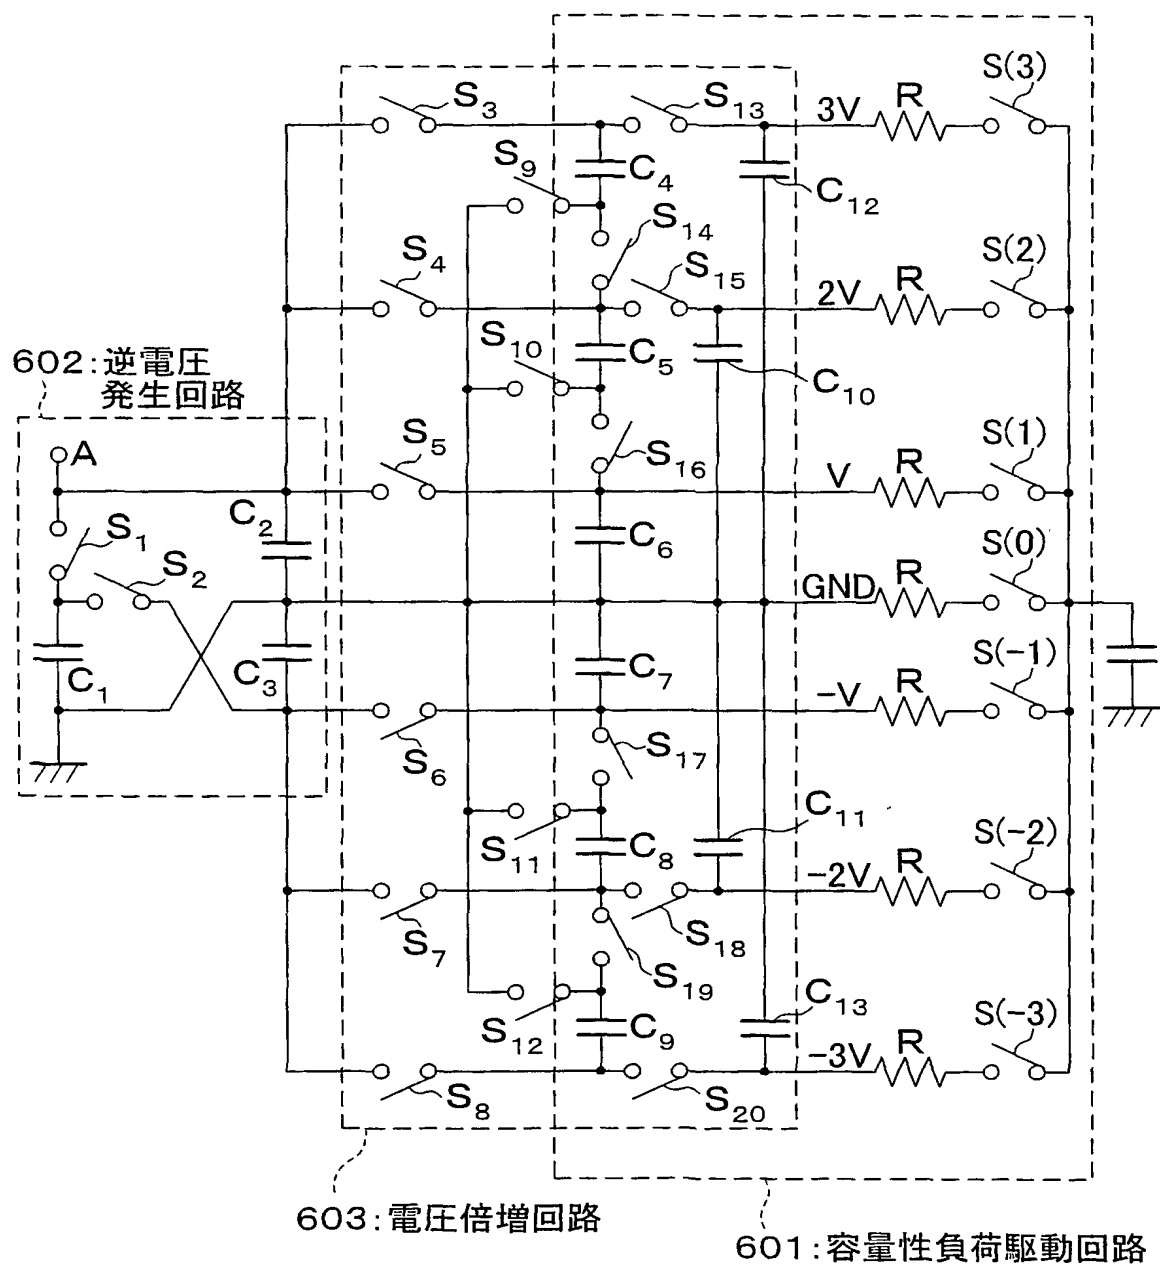 S(3)
S3
S13
3V
R
S9
C4
C12
S14
S(2)
S4
S15
2V
R
602:逆電圧
発生回路
S10
C5
C10
A
S5
S16
V
R
S(1)
C2
S1
C6
S(0)
S2
GND
R
C1
C3
C7
S(-1)
-V
R
S6
S17
C11
S11
C8
S(-2)
-2V
R
S7
S18
S19
C13
S12
C9
S(-3)
-3V
R
S8
S20
603:電圧倍増回路
601:容量性負荷駆動回路